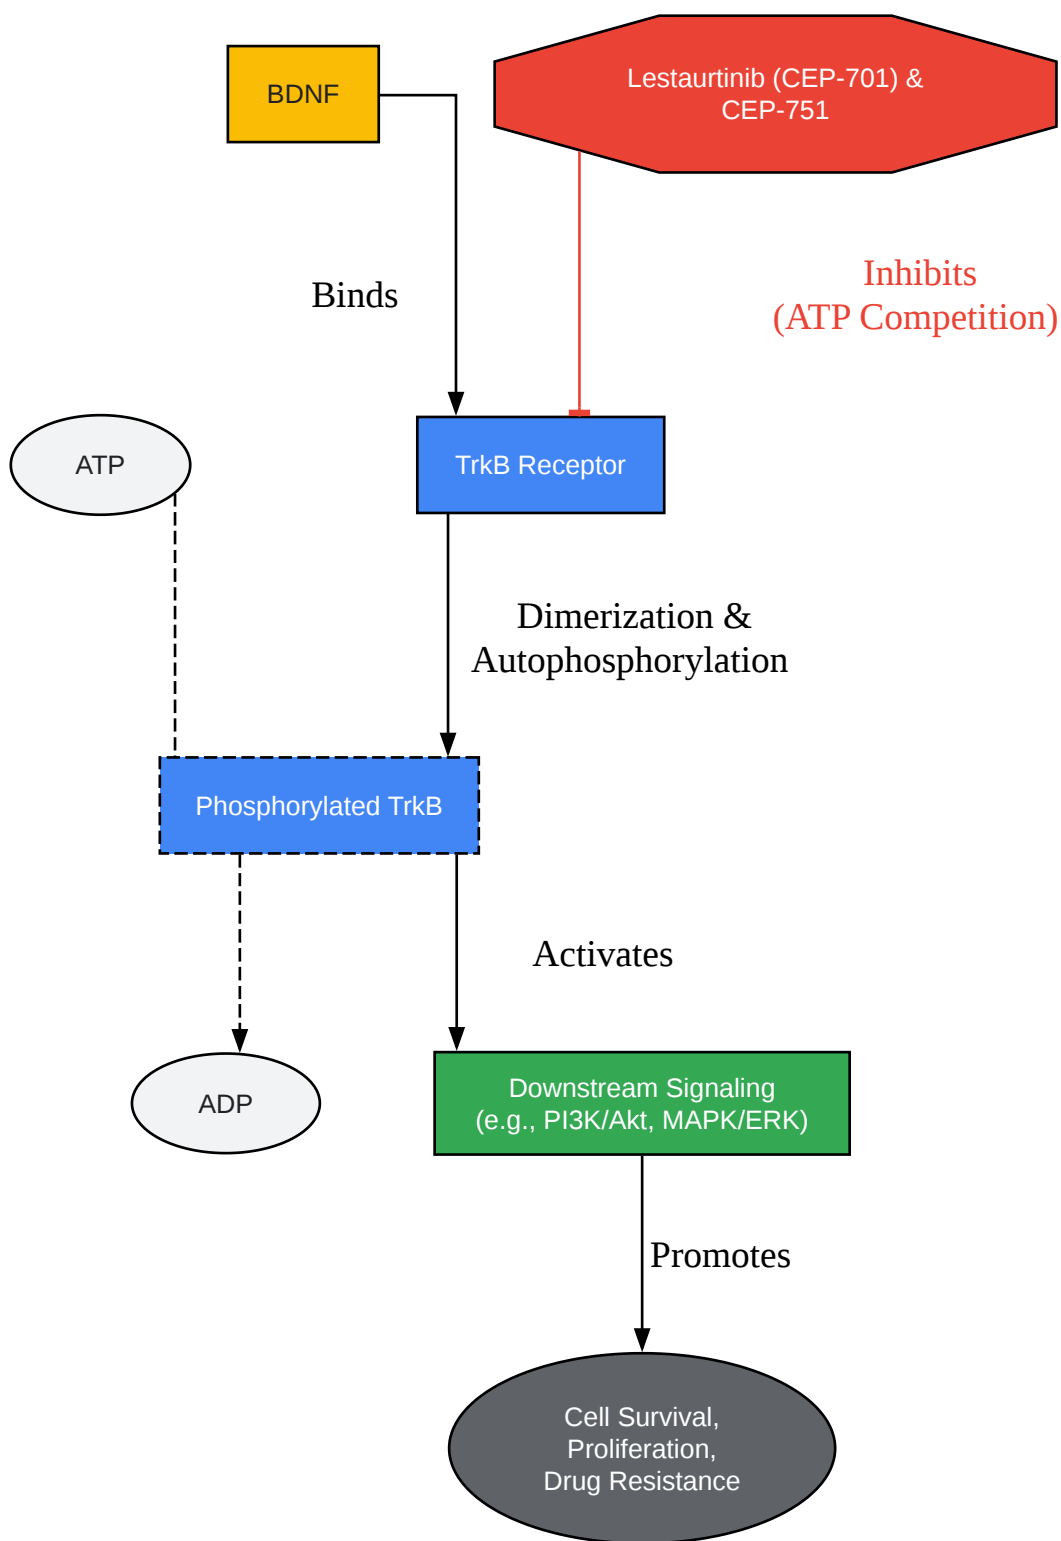 BDNF
Lestaurtinib (CEP-701) &
CEP-751
Binds
Inhibits
(ATP Competition)
ATP
TrkB Receptor
Dimerization &
Autophosphorylation
Phosphorylated TrkB
Activates
ADP
Downstream Signaling
(e.g., PI3K/Akt, MAPK/ERK)
Promotes
Cell Survival,
Proliferation,
Drug Resistance